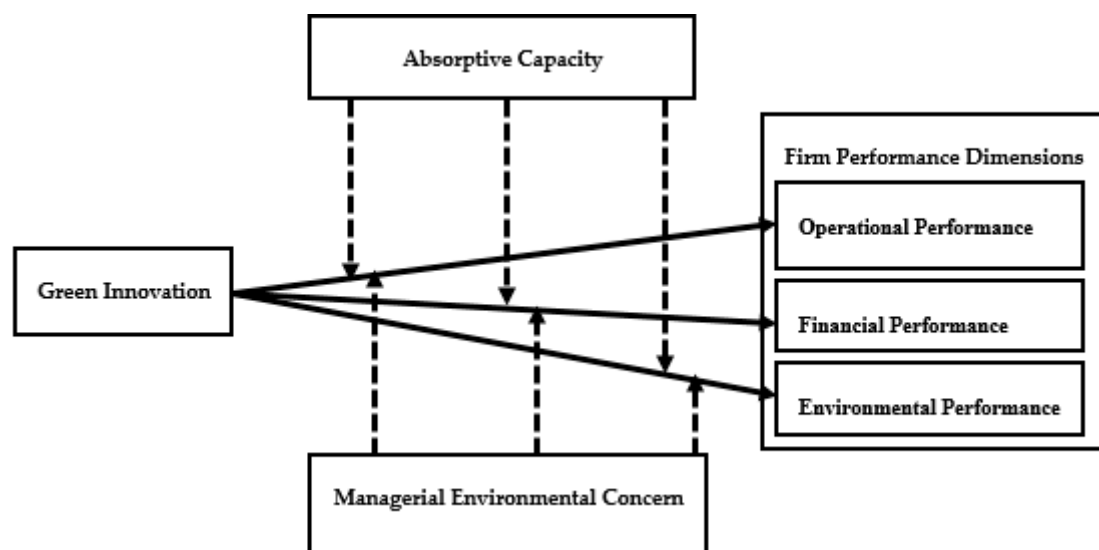 Absorptive Capacity
Firm Performance Dimensions
Operational Performance
Green Innovation
Financial Performance
Environmental Performance
Managerial Environmental Concern